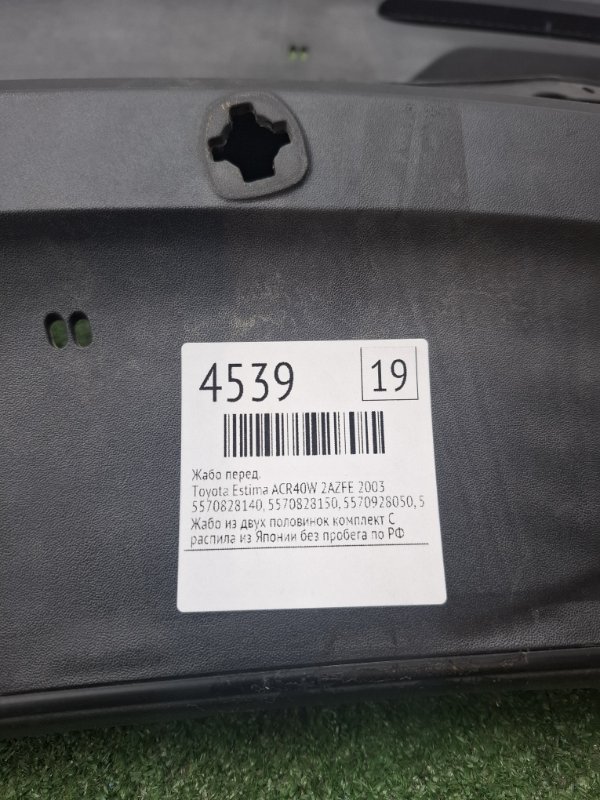 4539
19
Жабо перед.
Toyota Estima ACR40W 2AZFE 2003
5570828140, 5570828150, 5570928050, 5
Жабо из двух половинок комплект С
распила из Японии без пробега по РФ